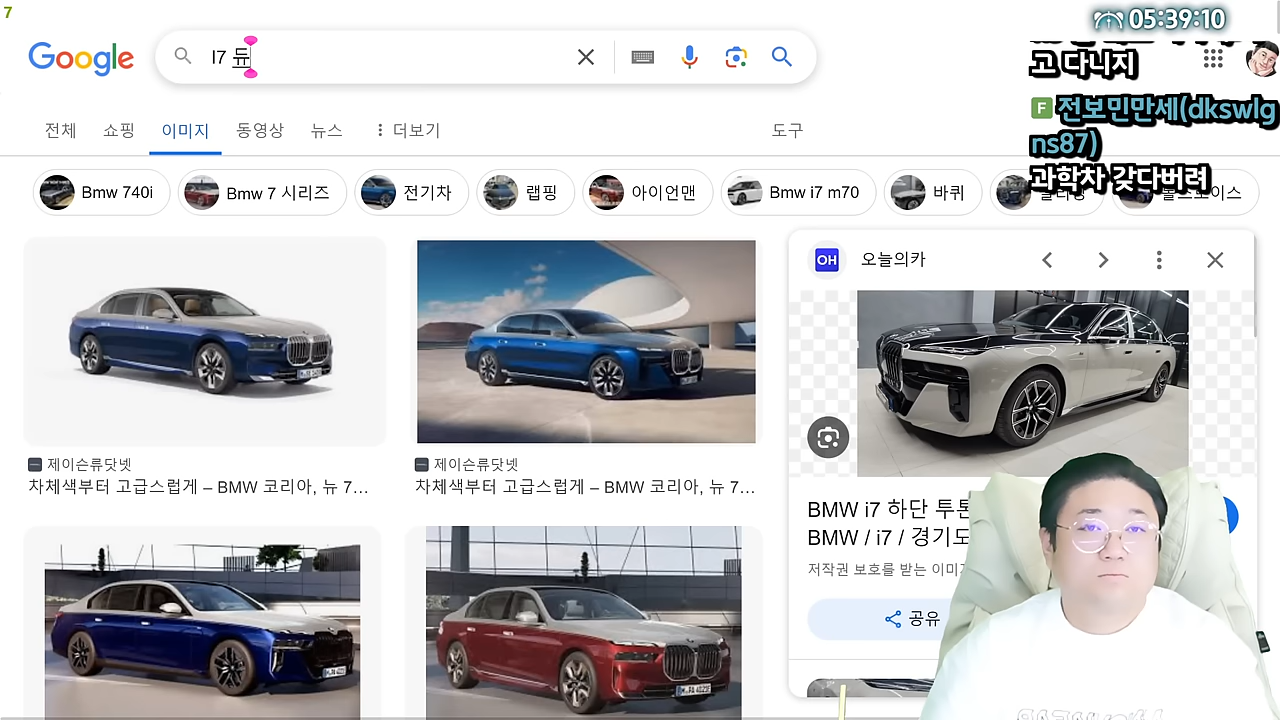 7
05:39:10
Google
I7 듀
고 다니지
F 전보민만세(dkswlg
ns87)
과학차 갖다버려
전체 쇼핑 이미지 동영상 뉴스 더보기 도구
Bmw 740i Bmw 7 시리즈 전기차 랩핑 아이언맨 Bmw i7 m70 바퀴 롤스로이스
OH 오늘의카
제이슨류닷넷
차체색부터 고급스럽게 – BMW 코리아, 뉴 7...
제이슨류닷넷
차체색부터 고급스럽게 – BMW 코리아, 뉴 7...
BMW i7 하단 투톤
BMW / i7 / 경기도
저작권 보호를 받는 이미지
공유